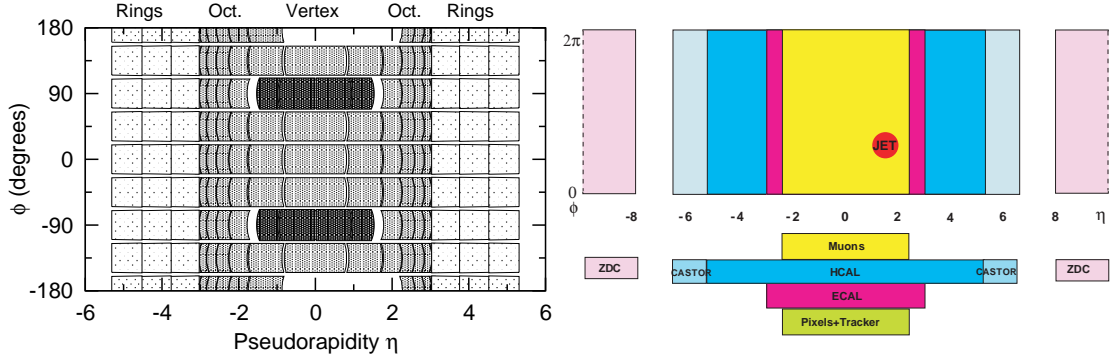 Rings Oct. Vertex Oct. Rings
180
90
0
-90
-180
ϕ (degrees)
-6 -4 -2 0 2 4 6
Pseudorapidity η
2π
0
ϕ
JET
-8 -6 -4 -2 0 2 4 6 8 η
Muons
ZDC CASTOR HCAL CASTOR ZDC
ECAL
Pixels+Tracker